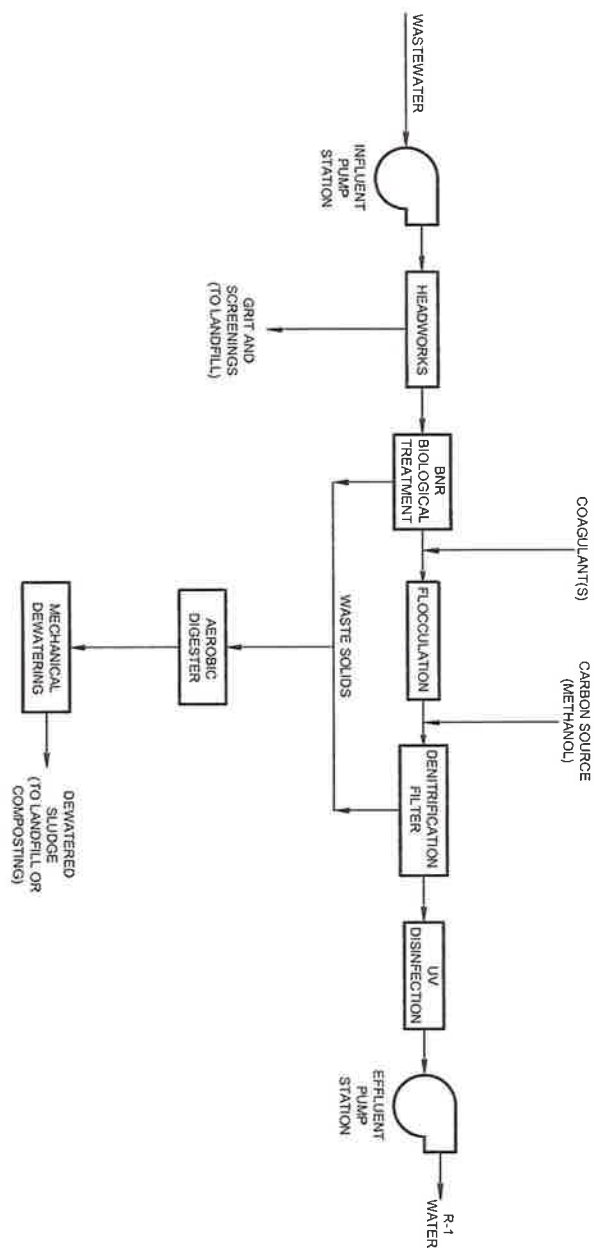 WASTEWATER
INFLUENT
PUMP
STATION
HEADWORKS
GRIT AND
SCREENINGS
(TO LANDFILL)
BNR
BIOLOGICAL
TREATMENT
COAGULANT(S)
FLOCCULATION
CARBON SOURCE
(METHANOL)
DENITRIFICATION
FILTER
UV
DISINFECTION
EFFLUENT
PUMP
STATION
R-1
WATER
WASTE SOLIDS
AEROBIC
DIGESTER
MECHANICAL
DEWATERING
DEWATERED
SLUDGE
(TO LANDFILL OR
COMPOSTING)